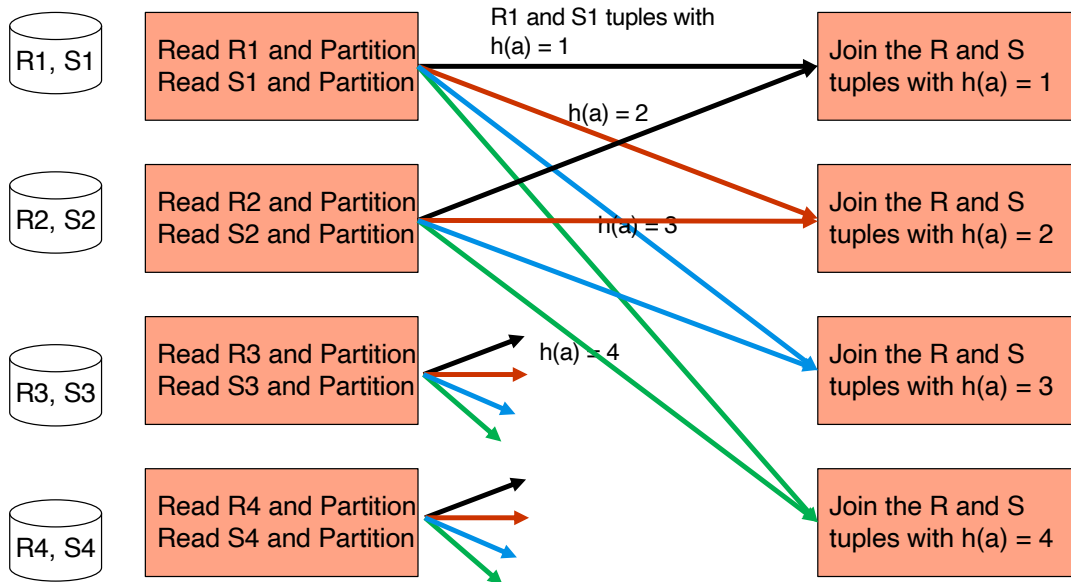 R1, S1
Read R1 and Partition
Read S1 and Partition
R1 and S1 tuples with
h(a) = 1
Join the R and S
tuples with h(a) = 1
h(a) = 2
R2, S2
Read R2 and Partition
Read S2 and Partition
h(a) = 3
Join the R and S
tuples with h(a) = 2
R3, S3
Read R3 and Partition
Read S3 and Partition
h(a) = 4
Join the R and S
tuples with h(a) = 3
R4, S4
Read R4 and Partition
Read S4 and Partition
Join the R and S
tuples with h(a) = 4